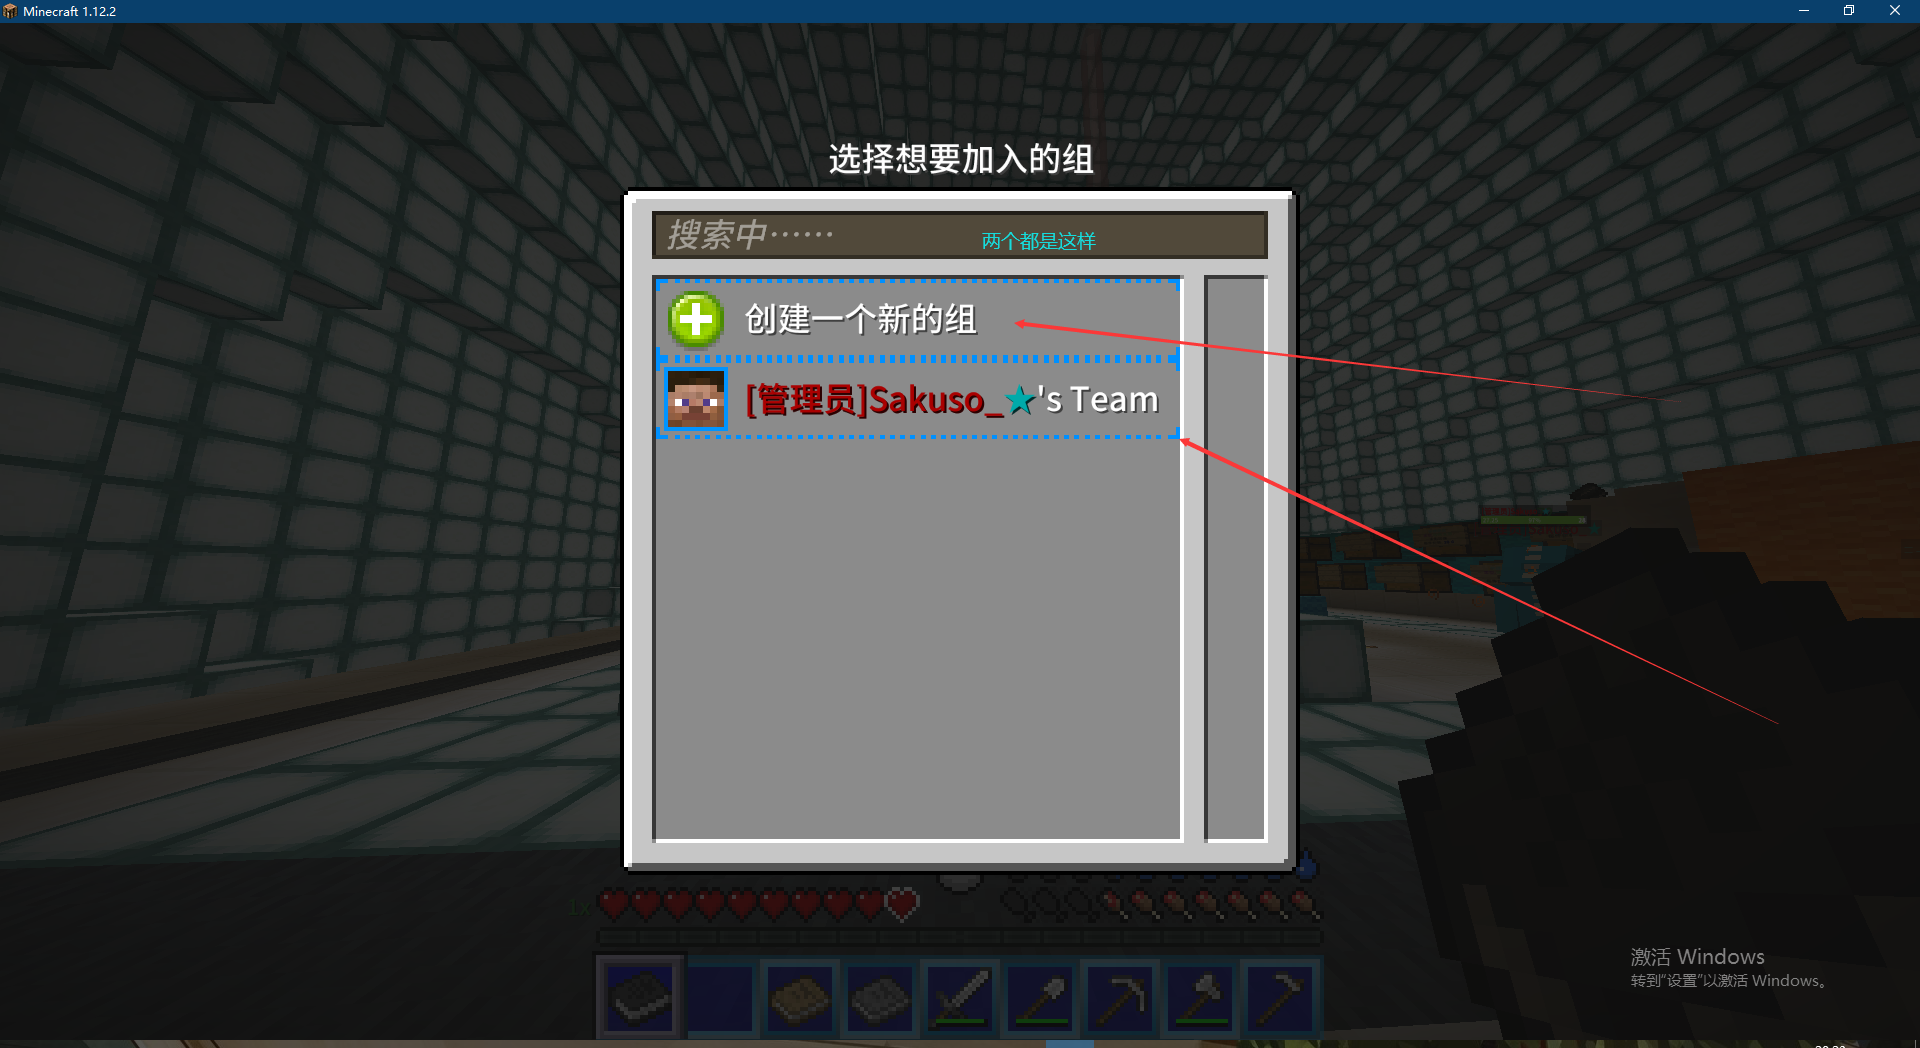 Minecraft 1.12.2
选择想要加入的组
搜索中……
两个都是这样
创建一个新的组
[管理员]Sakuso_★'s Team
1x
激活 Windows
转到“设置”以激活 Windows。